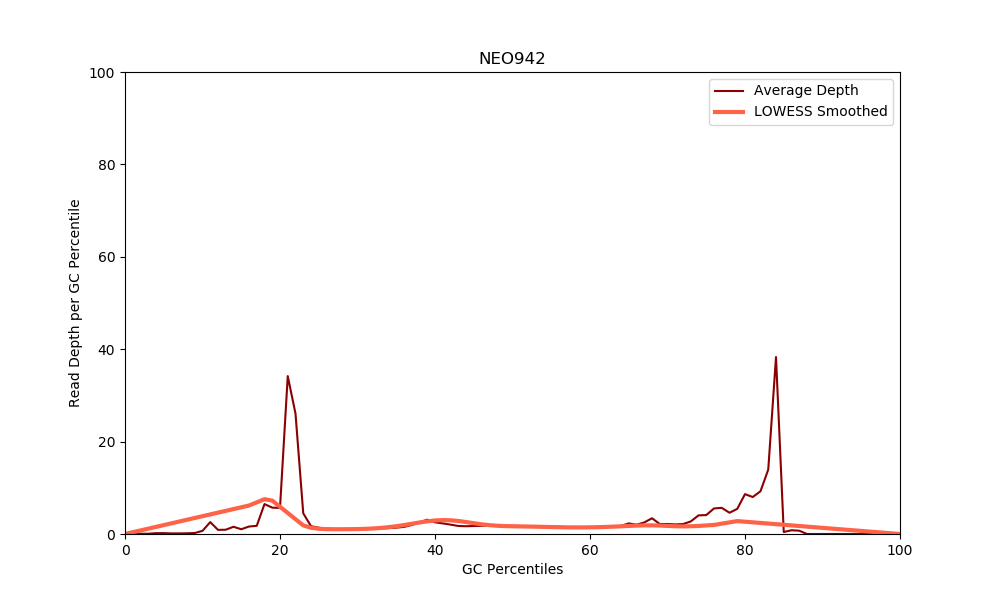 NEO942
Average Depth
LOWESS Smoothed
Read Depth per GC Percentile
100
80
60
40
20
0
0 20 40 60 80 100
GC Percentiles